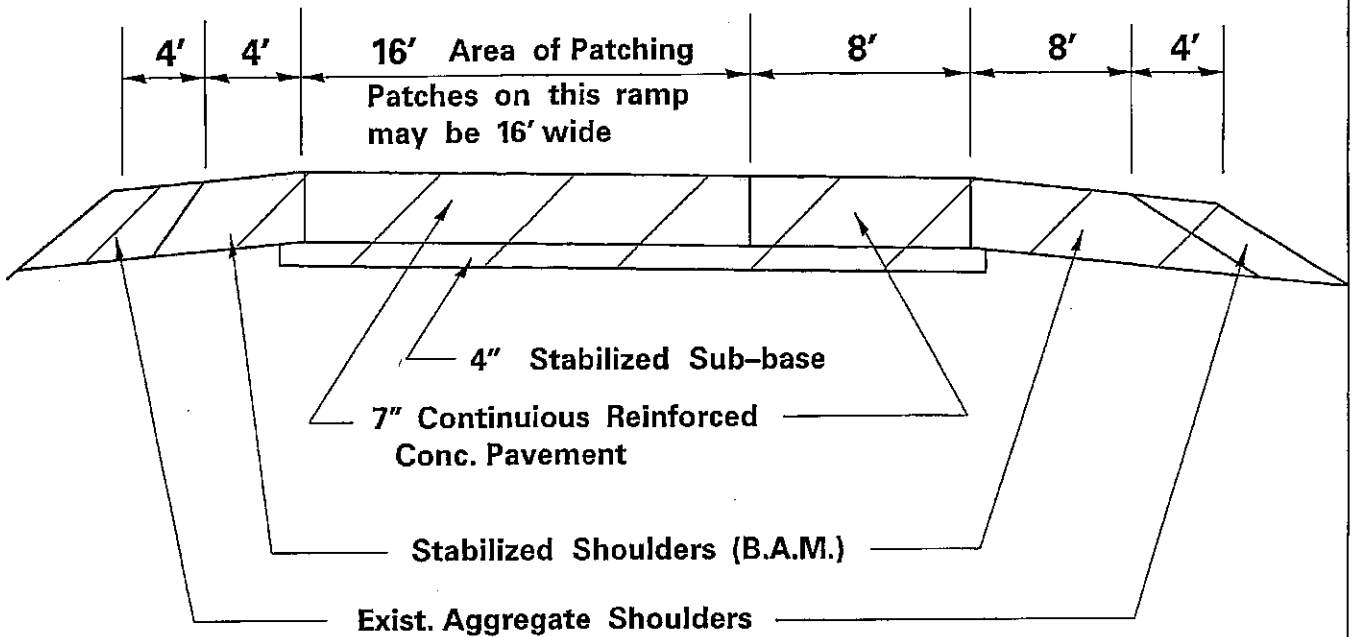 4' 4' 16' Area of Patching 8' 8' 4'
Patches on this ramp
may be 16' wide
4" Stabilized Sub-base
7" Continuious Reinforced
Conc. Pavement
Stabilized Shoulders (B.A.M.)
Exist. Aggregate Shoulders